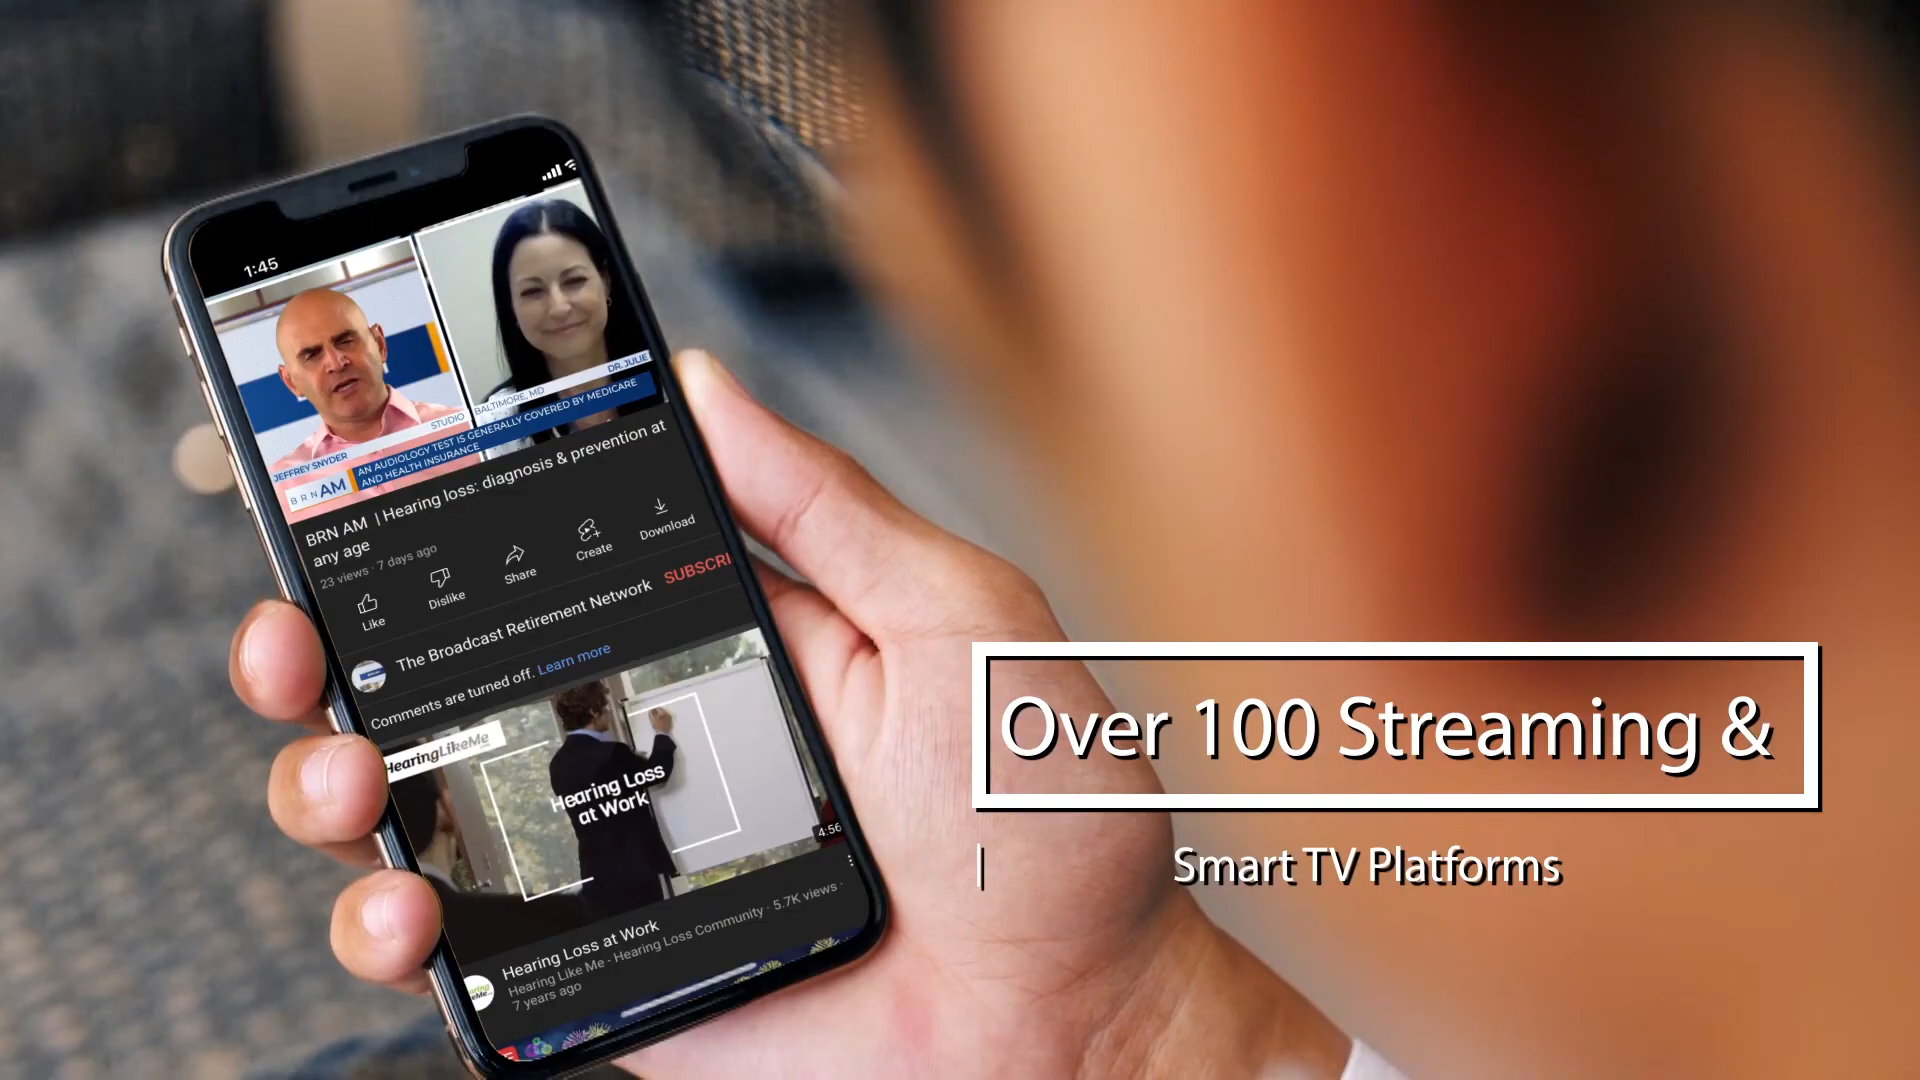 1:45
JEFFREY SNYDER
STUDIO
BALTIMORE, MD
DR. JULIE
BRN AM
AN AUDIOLOGY TEST IS GENERALLY COVERED BY MEDICARE
AND HEALTH INSURANCE
BRN AM | Hearing loss: diagnosis & prevention at
any age
23 views · 7 days ago
Like
Dislike
Share
Create
Download
The Broadcast Retirement Network
SUBSCRI
Comments are turned off. Learn more
HearingLikeMe
Hearing Loss
at Work
4:56
Hearing Loss at Work
Hearing Like Me - Hearing Loss Community · 5.7K views ·
7 years ago
Over 100 Streaming &
| Smart TV Platforms